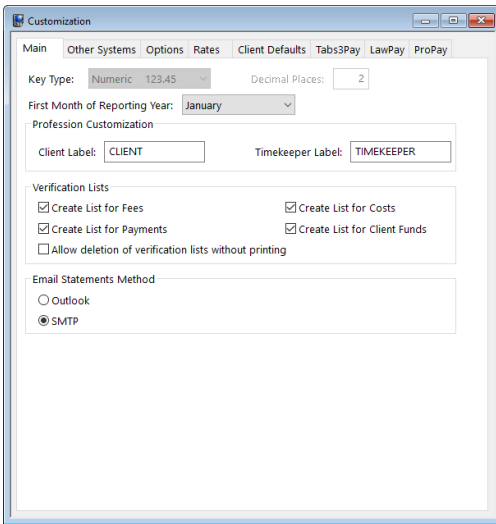 Customization
Main Other Systems Options Rates Client Defaults Tabs3Pay LawPay ProPay
Key Type: Numeric 123.45 Decimal Places: 2
First Month of Reporting Year: January
Profession Customization
Client Label: CLIENT Timekeeper Label: TIMEKEEPER
Verification Lists
Create List for Fees Create List for Costs
Create List for Payments Create List for Client Funds
Allow deletion of verification lists without printing
Email Statements Method
Outlook
SMTP